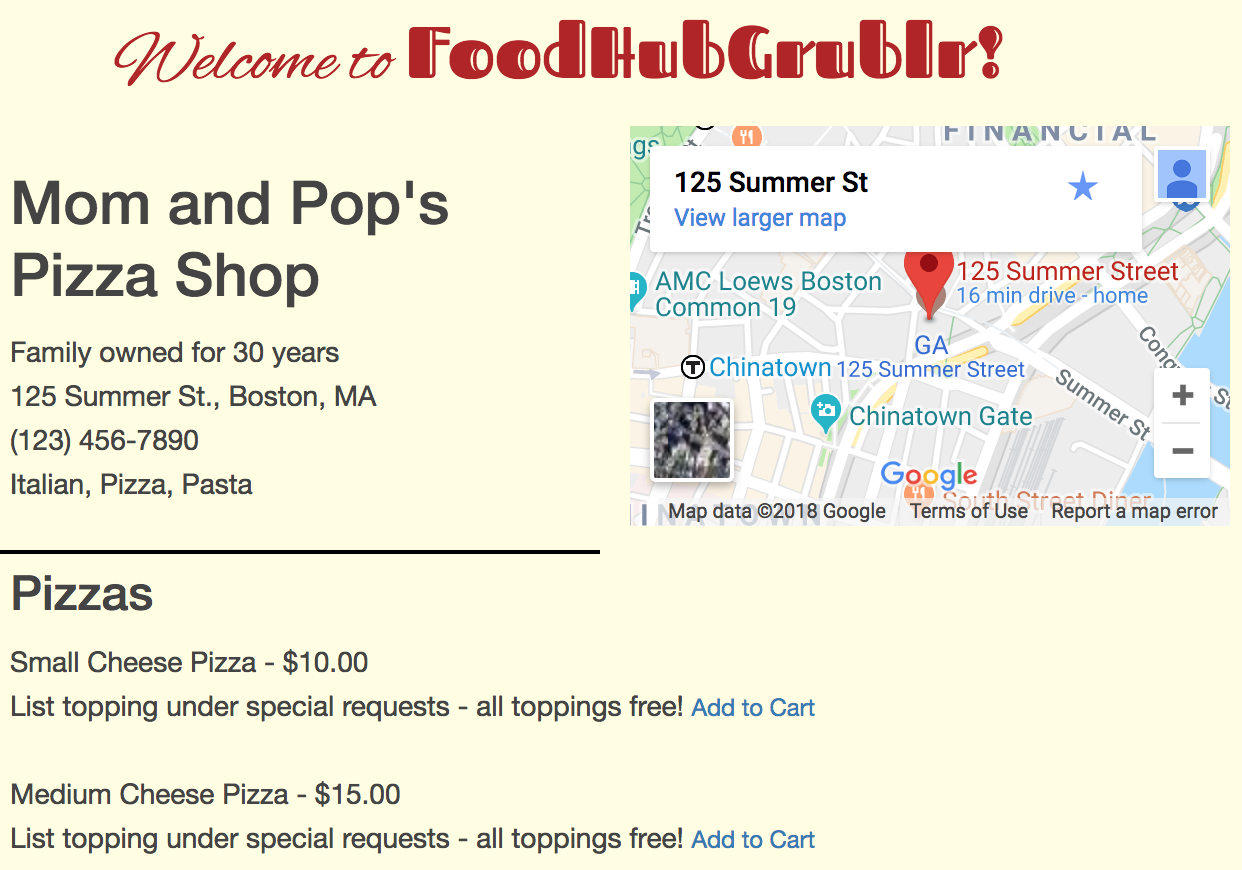 Welcome to FoodHubGrublr!
Mom and Pop's
Pizza Shop
Family owned for 30 years
125 Summer St., Boston, MA
(123) 456-7890
Italian, Pizza, Pasta
FINANCIAL
gs
125 Summer St
View larger map
AMC Loews Boston
Common 19
125 Summer Street
16 min drive - home
GA
125 Summer Street
T Chinatown
Chinatown Gate
Summer St
Google
South Street Diner
Map data ©2018 Google Terms of Use Report a map error
Pizzas
Small Cheese Pizza - $10.00
List topping under special requests - all toppings free! Add to Cart
Medium Cheese Pizza - $15.00
List topping under special requests - all toppings free! Add to Cart